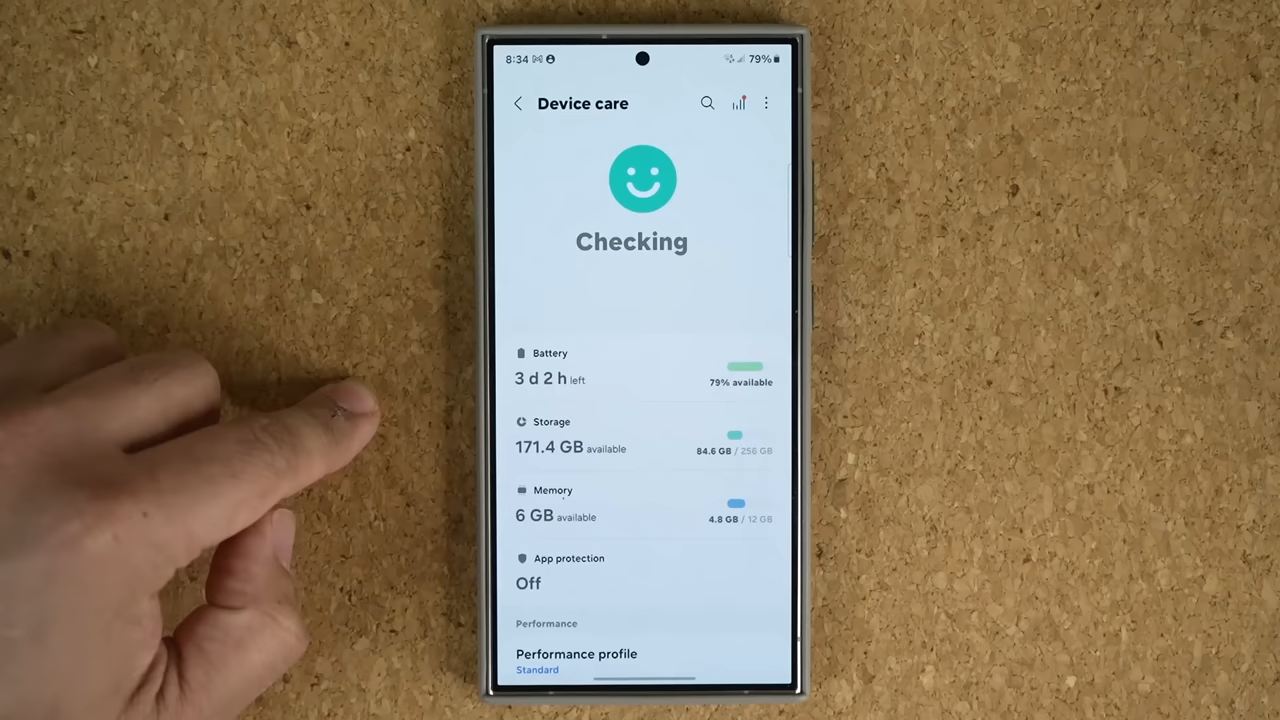 8:34 79%
Device care
Checking
Battery
3 d 2 h left
79% available
Storage
171.4 GB available
84.6 GB / 256 GB
Memory
6 GB available
4.8 GB / 12 GB
App protection
Off
Performance
Performance profile
Standard